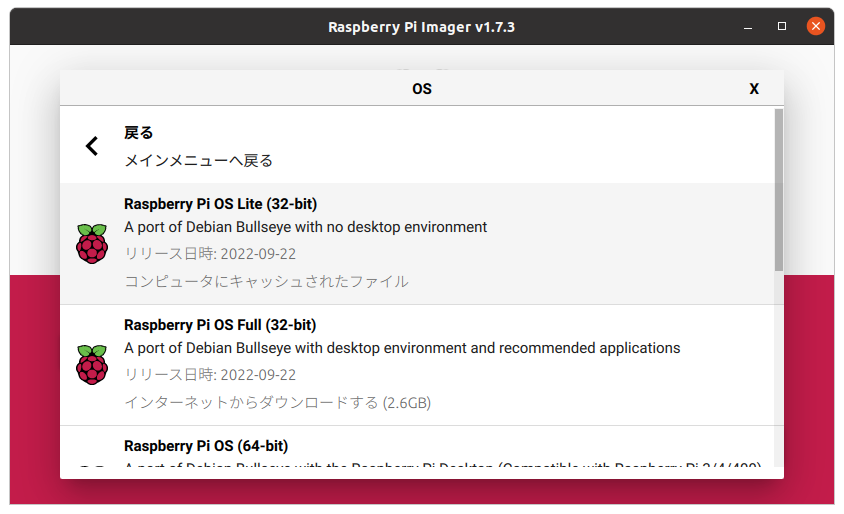 Raspberry Pi Imager v1.7.3
OS
X
戻る
メインメニューへ戻る
Raspberry Pi OS Lite (32-bit)
A port of Debian Bullseye with no desktop environment
リリース日時: 2022-09-22
コンピュータにキャッシュされたファイル
Raspberry Pi OS Full (32-bit)
A port of Debian Bullseye with desktop environment and recommended applications
リリース日時: 2022-09-22
インターネットからダウンロードする (2.6GB)
Raspberry Pi OS (64-bit)
A port of Debian Bullseye with the Raspberry Pi Desktop (Compatible with Raspberry Pi 3/4/400)